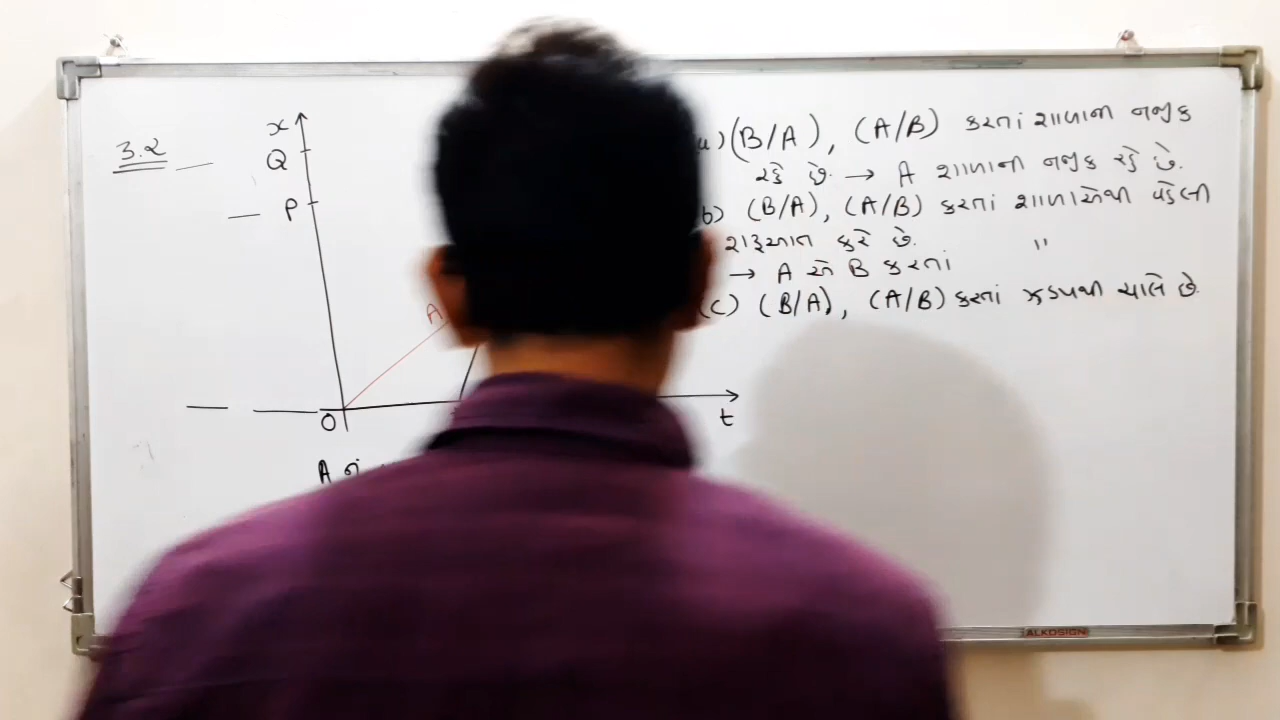 3.2
x
Q
P
A
O
t
A નં
a) (B/A), (A/B) કરતાં શાળાના નજીક
રહે છે. → A શાળાની નજીક રહે છે.
b) (B/A), (A/B) કરતાં શાળાએથી પહેલી
શરૂઆત કરે છે. "
→ A એ B કરતાં
(c) (B/A), (A/B) કરતાં ઝડપથી ચાલે છે.
ALKOSIGN